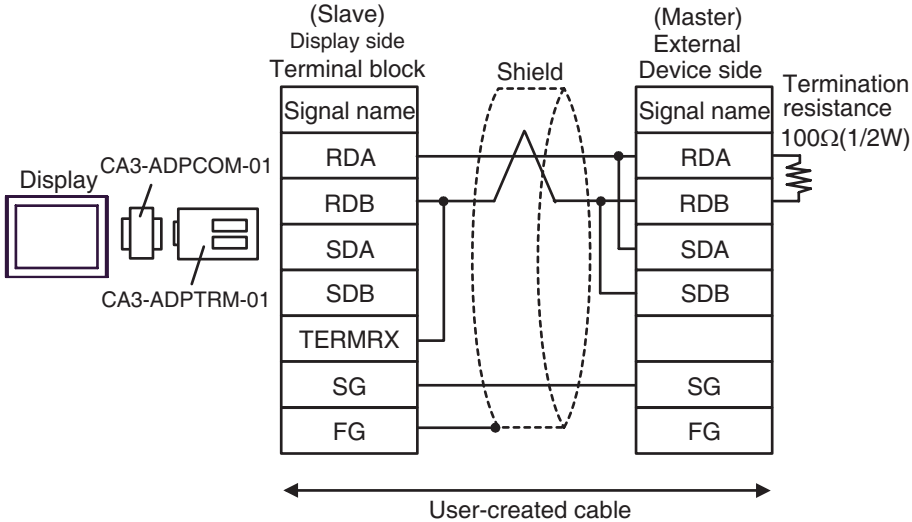 (Slave)
Display side
Terminal block
Signal name
RDA
RDB
SDA
SDB
TERMRX
SG
FG
Shield
(Master)
External
Device side
Signal name
RDA
RDB
SDA
SDB
SG
FG
Termination
resistance
100Ω(1/2W)
Display
CA3-ADPCOM-01
CA3-ADPTRM-01
User-created cable